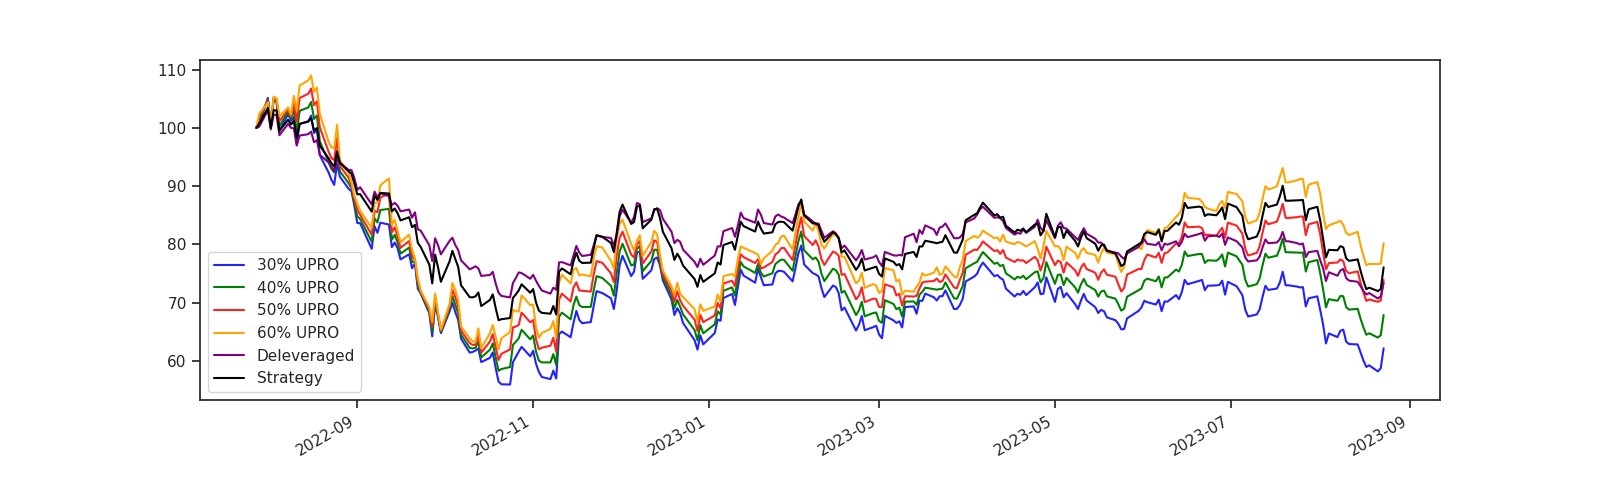 110
100
90
80
70
60
30% UPRO
40% UPRO
50% UPRO
60% UPRO
Deleveraged
Strategy
2022-09
2022-11
2023-01
2023-03
2023-05
2023-07
2023-09